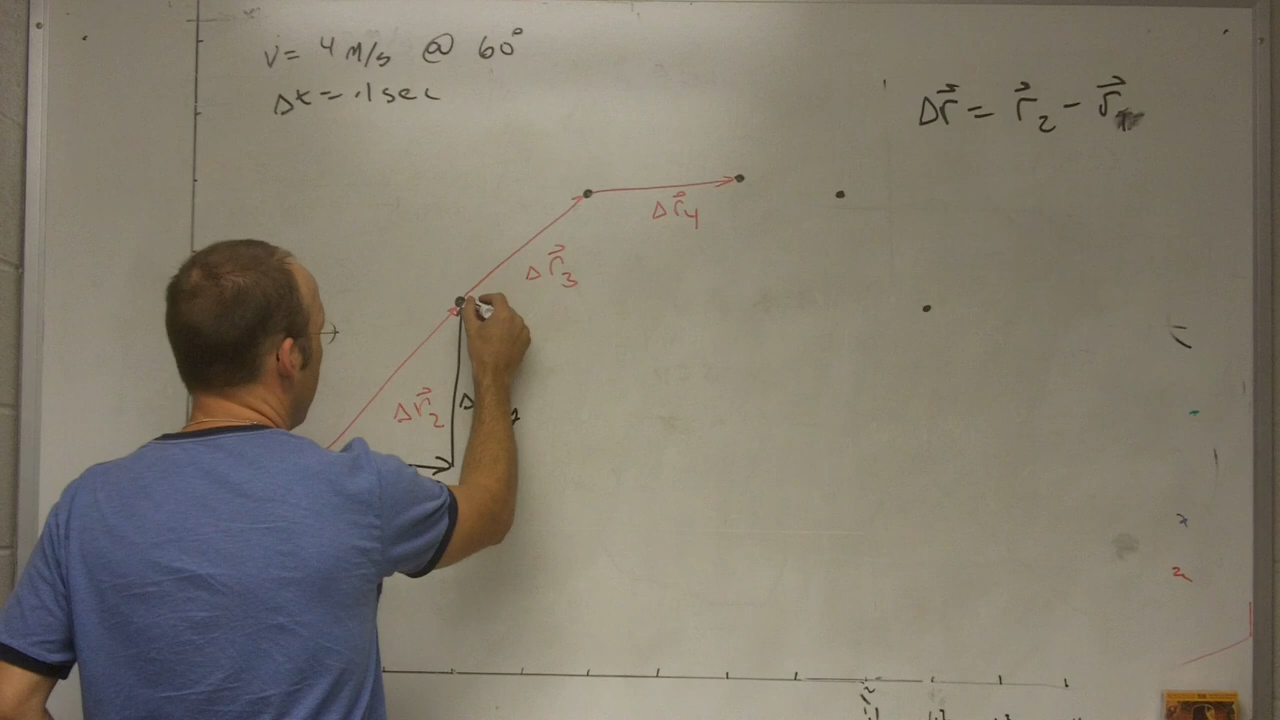 v = 4 M/s @ 60°
Δt = .1 sec
Δr⃗ = r⃗₂ - r⃗₁
Δr⃗₄
Δr⃗₃
Δr⃗₂